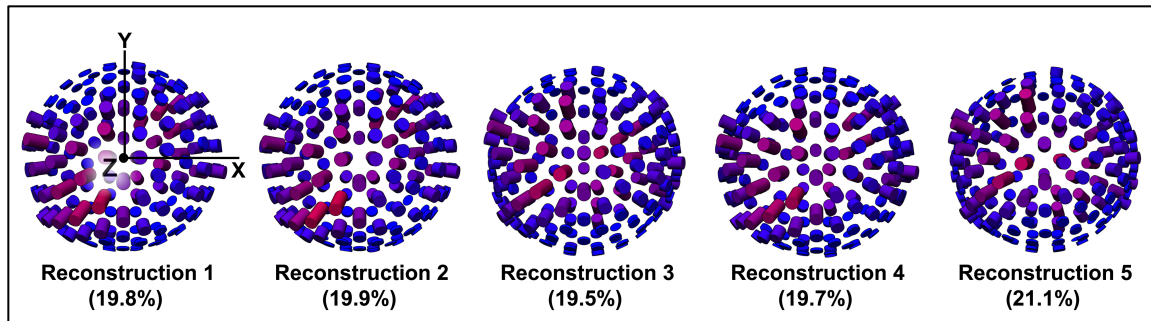 Y
Z
X
Reconstruction 1
(19.8%)
Reconstruction 2
(19.9%)
Reconstruction 3
(19.5%)
Reconstruction 4
(19.7%)
Reconstruction 5
(21.1%)